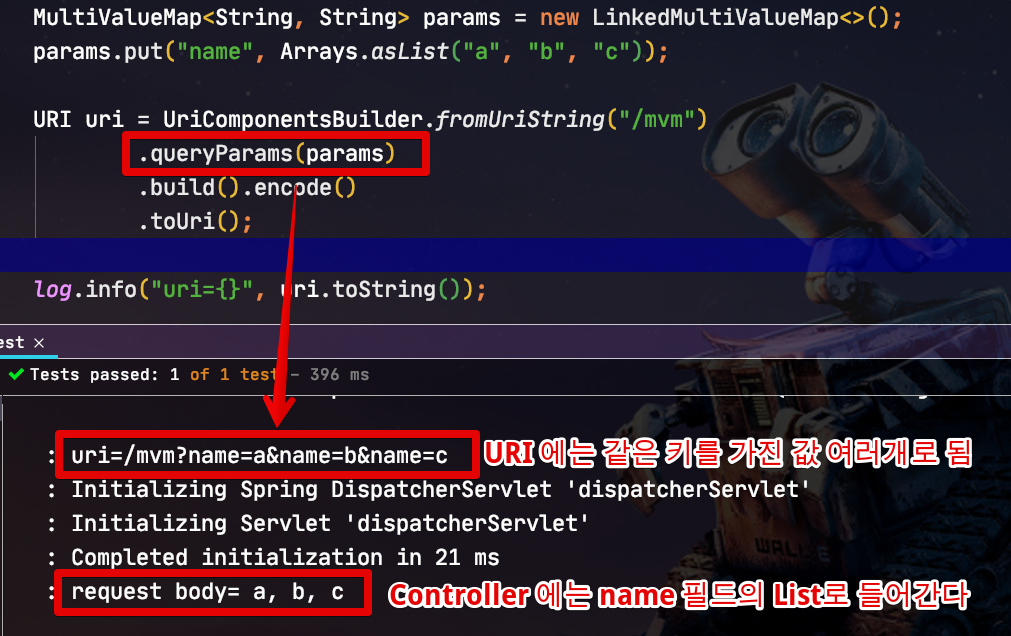 MultiValueMap<String, String> params = new LinkedMultiValueMap<>();
params.put("name", Arrays.asList("a", "b", "c"));
URI uri = UriComponentsBuilder.fromUriString("/mvm")
.queryParams(params)
.build().encode()
.toUri();
log.info("uri={}", uri.toString());
est ×
Tests passed: 1 of 1 test – 396 ms
: uri=/mvm?name=a&name=b&name=c URI 에는 같은 키를 가진 값 여러개로 됨
: Initializing Spring DispatcherServlet 'dispatcherServlet'
: Initializing Servlet 'dispatcherServlet'
: Completed initialization in 21 ms
: request body= a, b, c Controller 에는 name 필드의 List로 들어간다